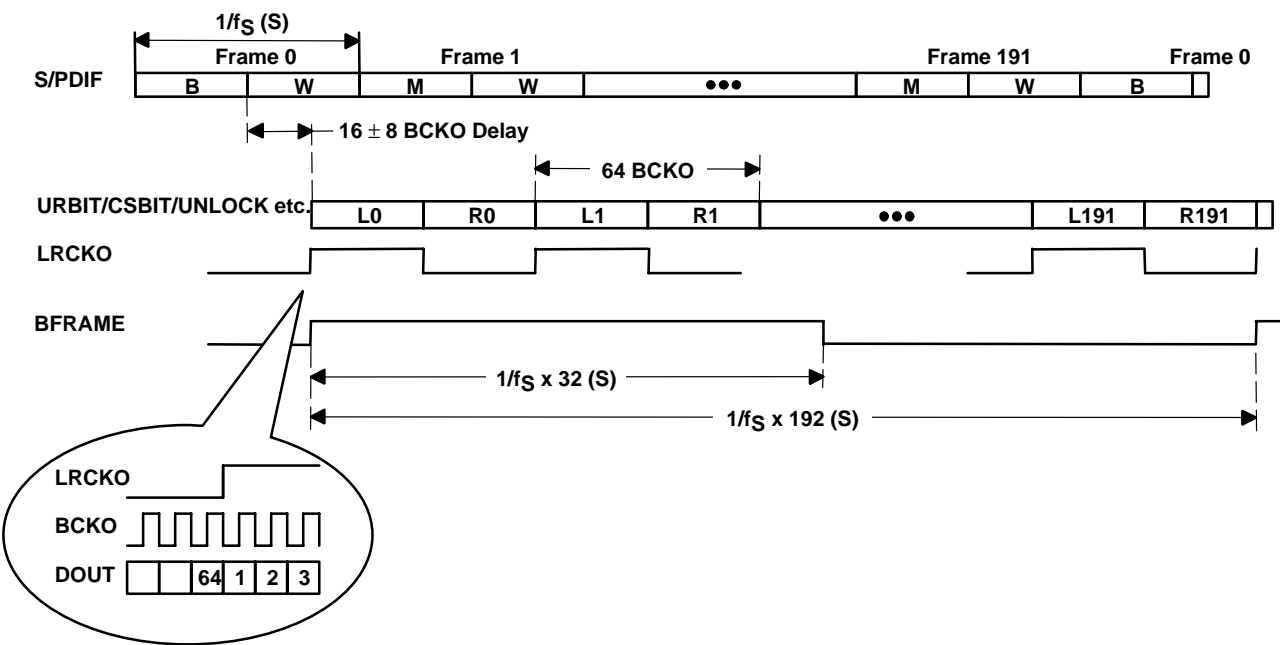 1/fS (S)
Frame 0 Frame 1 Frame 191 Frame 0
S/PDIF B W M W ●●● M W B
16 ± 8 BCKO Delay
64 BCKO
URBIT/CSBIT/UNLOCK etc. L0 R0 L1 R1 ●●● L191 R191
LRCKO
BFRAME
1/fS x 32 (S)
1/fS x 192 (S)
LRCKO
BCKO
DOUT 64 1 2 3